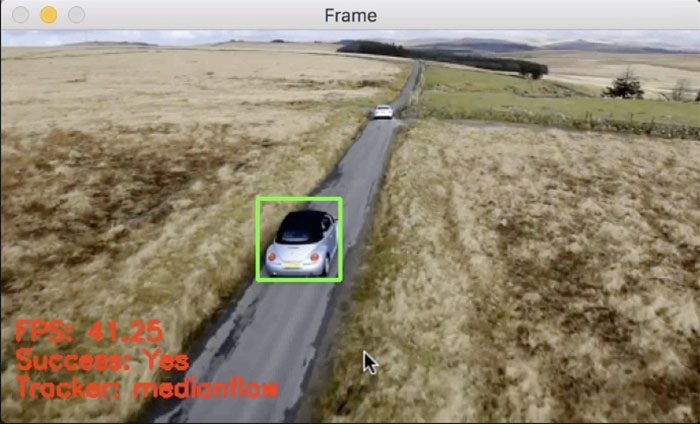 Frame
FPS: 41.25
Success: Yes
Tracker: medianflow